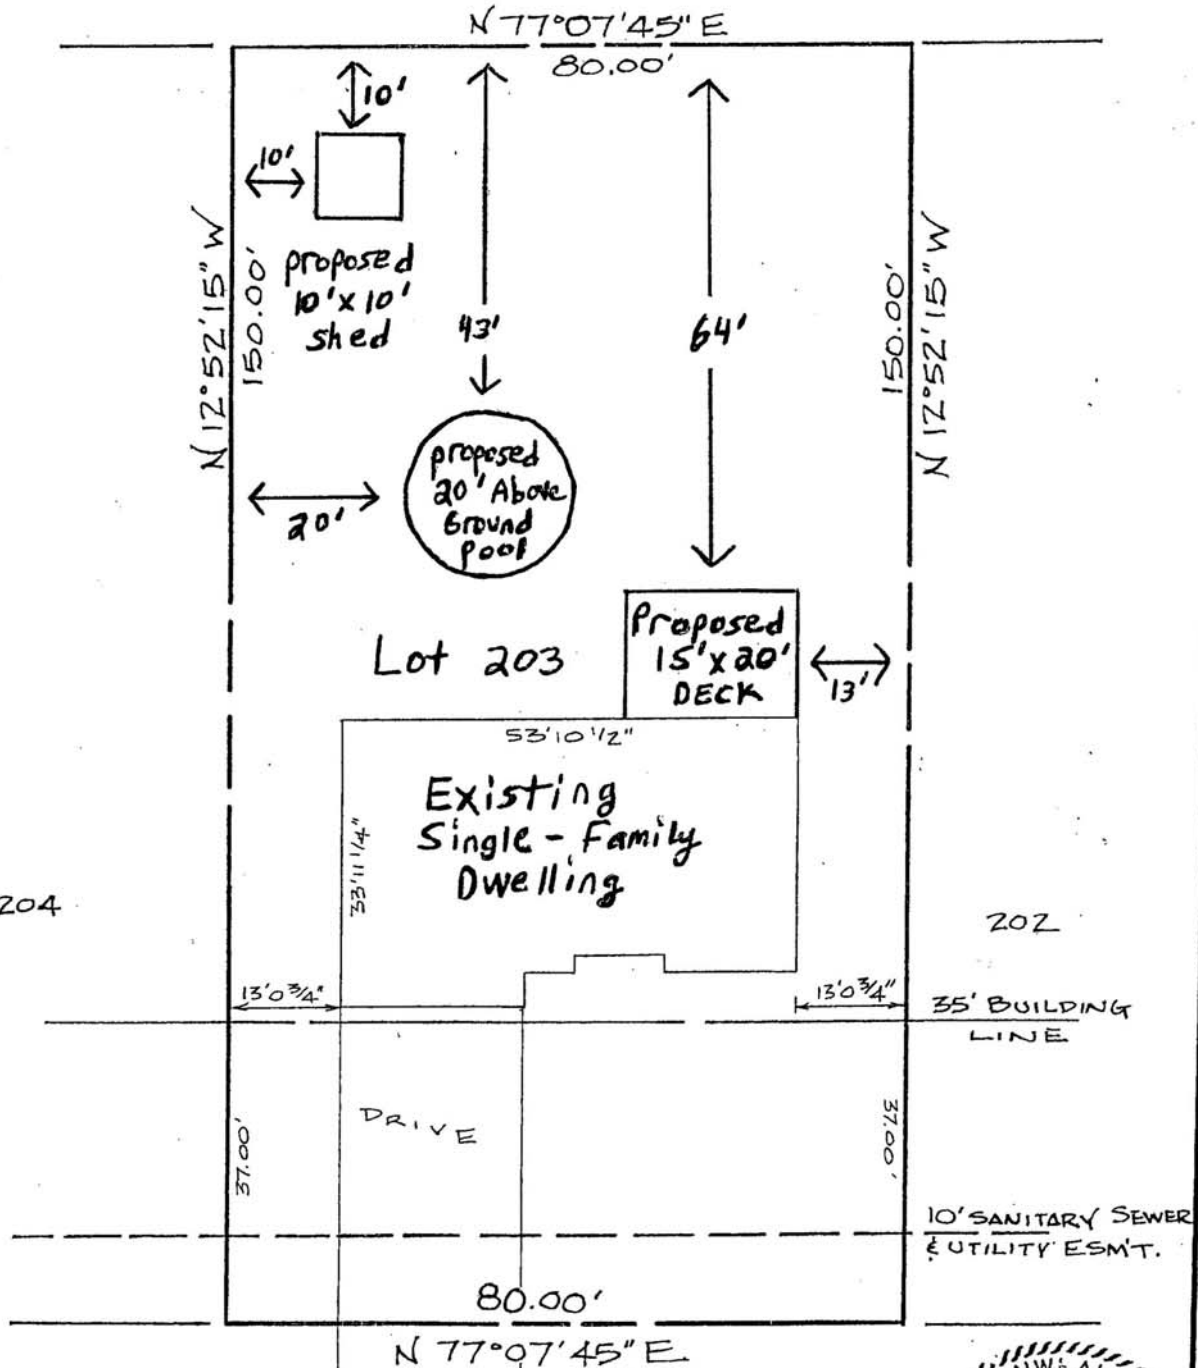 N 77°07'45" E
80.00'
10'
10'
proposed
10'x10'
shed
43'
64'
N 12°52'15" W
150.00'
150.00'
N 12°52'15" W
proposed
20' Above
Ground
pool
20'
Lot 203
Proposed
15'x20'
DECK
13'
53'10 1/2"
33'11 1/4"
Existing
Single - Family
Dwelling
204
202
13'0 3/4"
13'0 3/4"
35' BUILDING
LINE
DRIVE
37.00'
37.00'
10' SANITARY SEWER
& UTILITY ESM'T.
80.00'
N 77°07'45" E